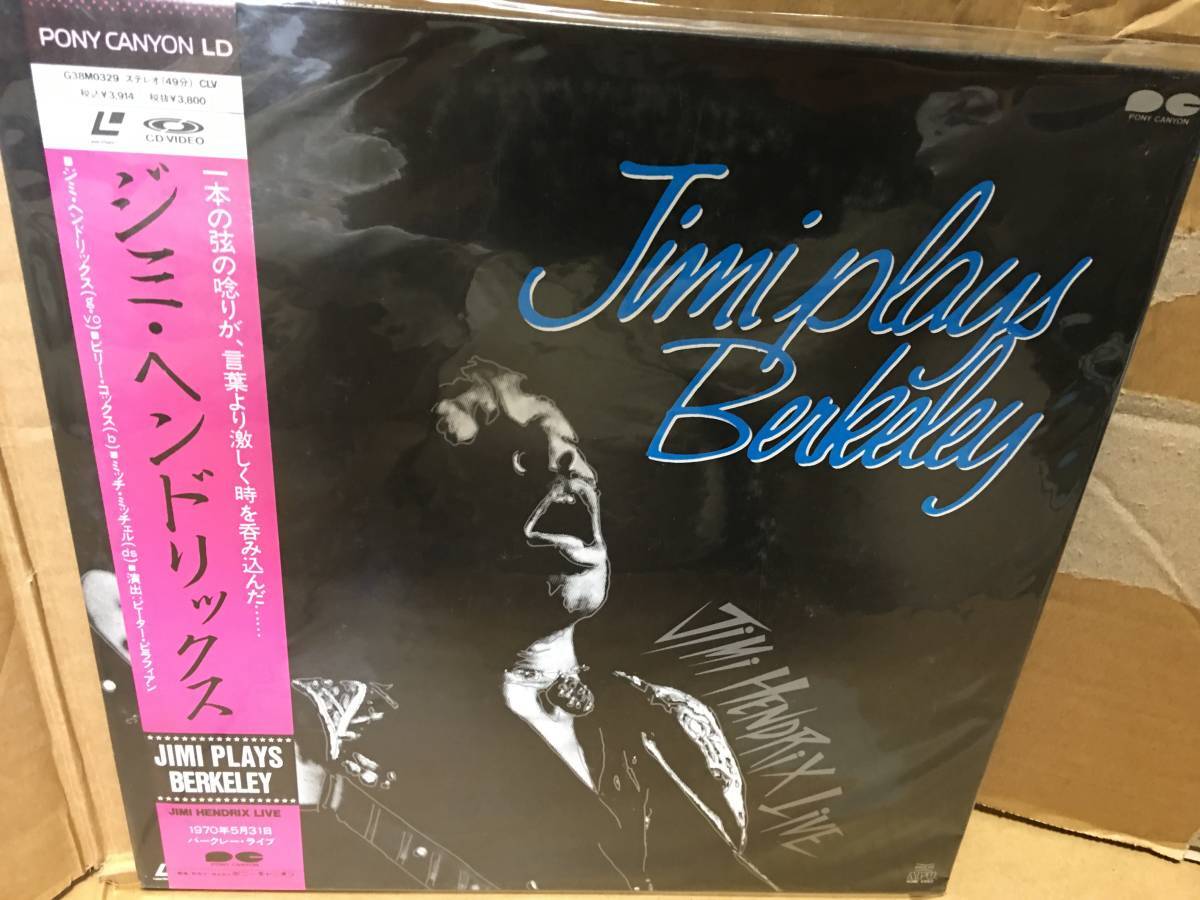 PONY CANYON LD
G38M0329 ステレオ(49分) CLV
税込¥3,914 税抜¥3,800
CD VIDEO
一本の弦の唸りが、言葉より激しく時を呑み込んだ……
ジミ・ヘンドリックス
■ジミ・ヘンドリックス(g,vo)■ビリー・コックス(b)■ミッチ・ミッチェル(ds)■演出:ピーター・ピラフィアン
JIMI PLAYS
BERKELEY
JIMI HENDRIX LIVE
1970年5月31日
バークレー・ライブ
PONY CANYON
PONY CANYON
Jimi plays
Berkeley
JIMI HENDRIX LIVE